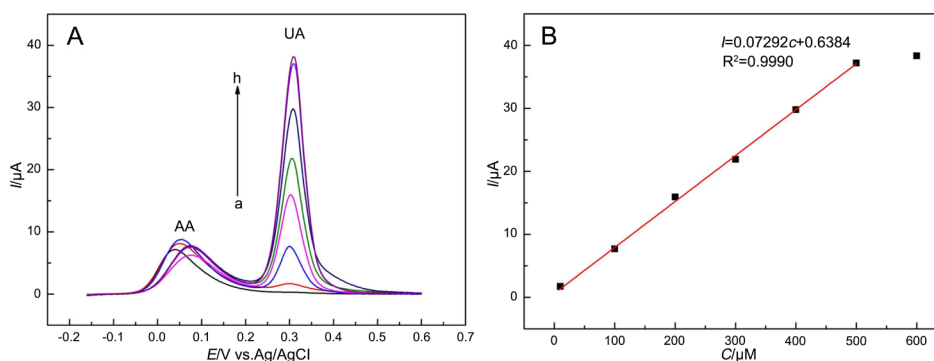 A
UA
h
a
AA
40
30
20
10
0
I/μA
-0.2 -0.1 0.0 0.1 0.2 0.3 0.4 0.5 0.6 0.7
E/V vs.Ag/AgCl
B
I=0.07292c+0.6384
R²=0.9990
40
30
20
10
0
I/μA
0 100 200 300 400 500 600
C/μM